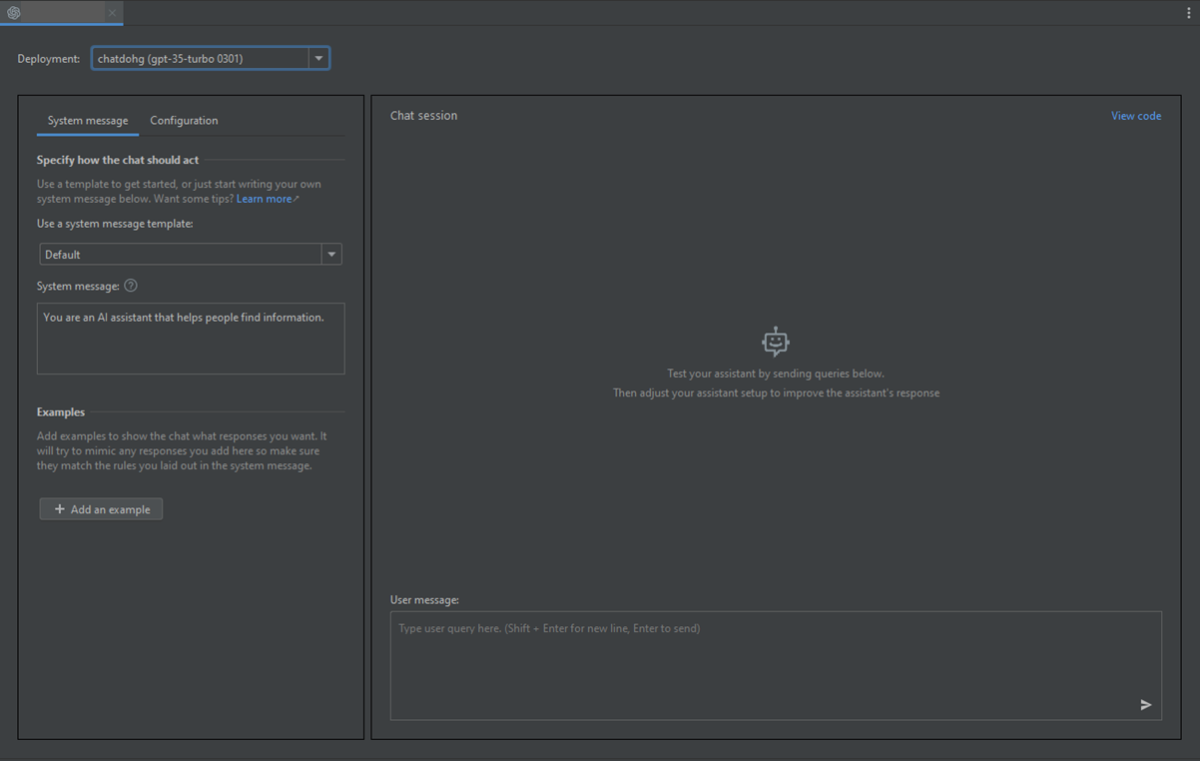 Deployment:
chatdohg (gpt-35-turbo 0301)
System message
Configuration
Specify how the chat should act
Use a template to get started, or just start writing your own
system message below. Want some tips? Learn more↗
Use a system message template:
Default
System message: ?
You are an AI assistant that helps people find information.
Examples
Add examples to show the chat what responses you want. It
will try to mimic any responses you add here so make sure
they match the rules you laid out in the system message.
+ Add an example
Chat session
View code
Test your assistant by sending queries below.
Then adjust your assistant setup to improve the assistant's response
User message:
Type user query here. (Shift + Enter for new line, Enter to send)